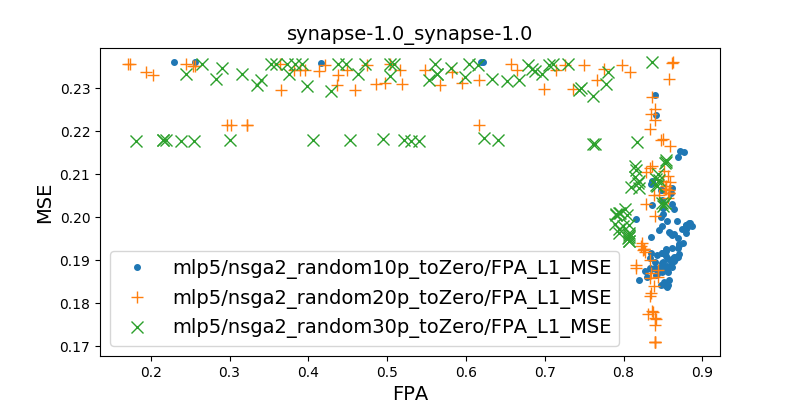 synapse-1.0_synapse-1.0
MSE
0.23
0.22
0.21
0.20
0.19
0.18
0.17
mlp5/nsga2_random10p_toZero/FPA_L1_MSE
mlp5/nsga2_random20p_toZero/FPA_L1_MSE
mlp5/nsga2_random30p_toZero/FPA_L1_MSE
0.2 0.3 0.4 0.5 0.6 0.7 0.8 0.9
FPA